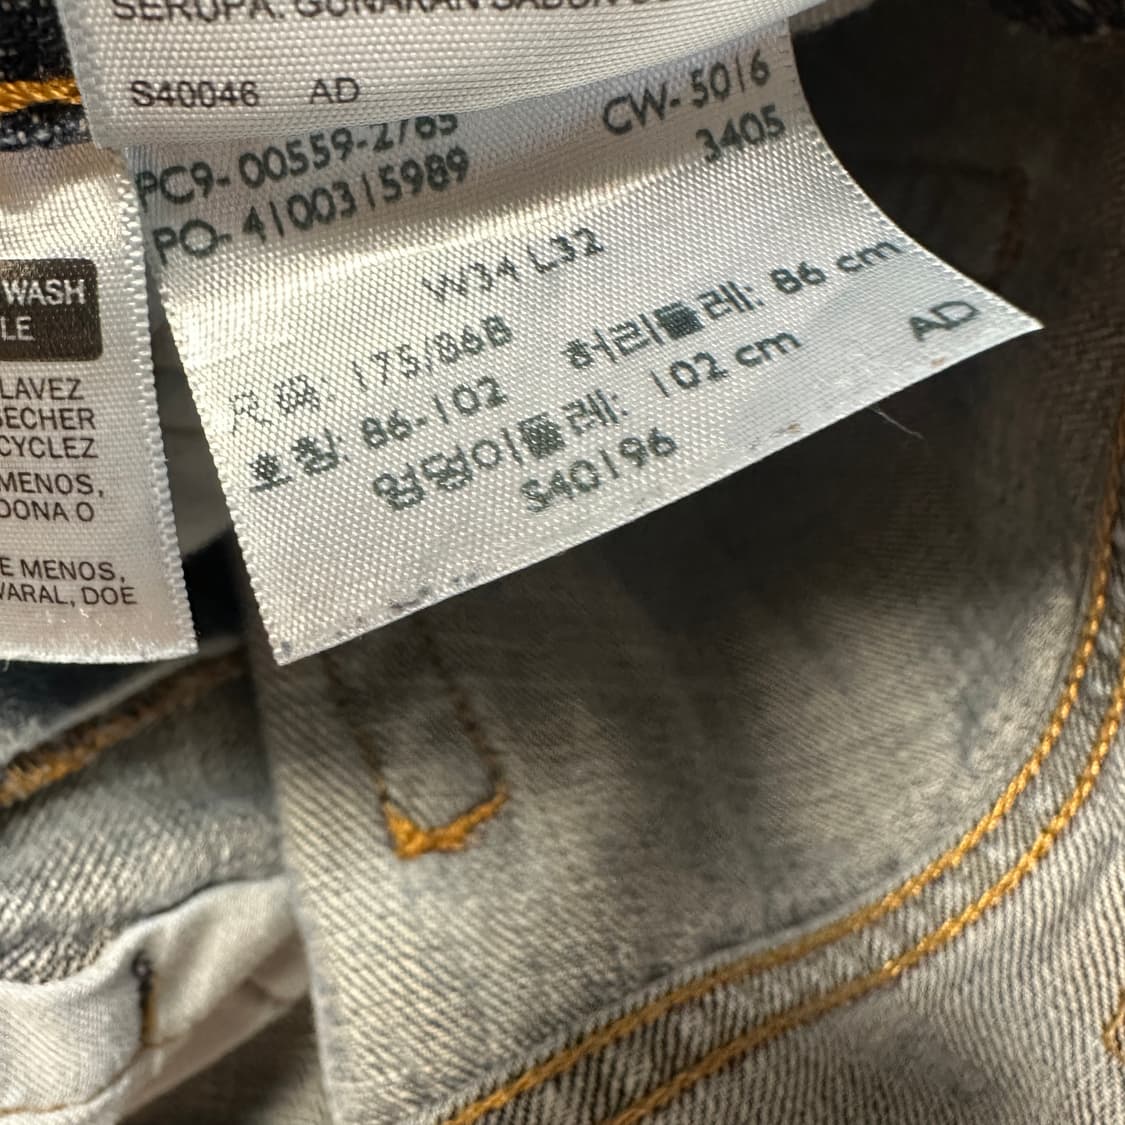 SERUPA. GUNAKAN SABUN
S40046 AD
WASH
LE
LAVEZ
SECHER
CYCLEZ
MENOS,
DONA O
E MENOS,
VARAL, DOE
PC9-00559-2765 CW-5016
PO-4100315989 3405
W34 L32
尺碼: 175/86B
호칭: 86-102 허리둘레: 86 cm
엉덩이둘레: 102 cm AD
S40196